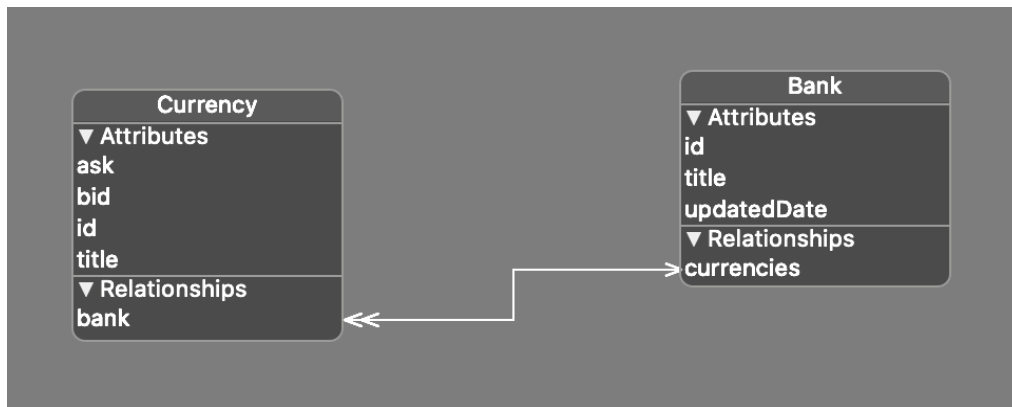 Currency
▼ Attributes
ask
bid
id
title
▼ Relationships
bank
Bank
▼ Attributes
id
title
updatedDate
▼ Relationships
currencies